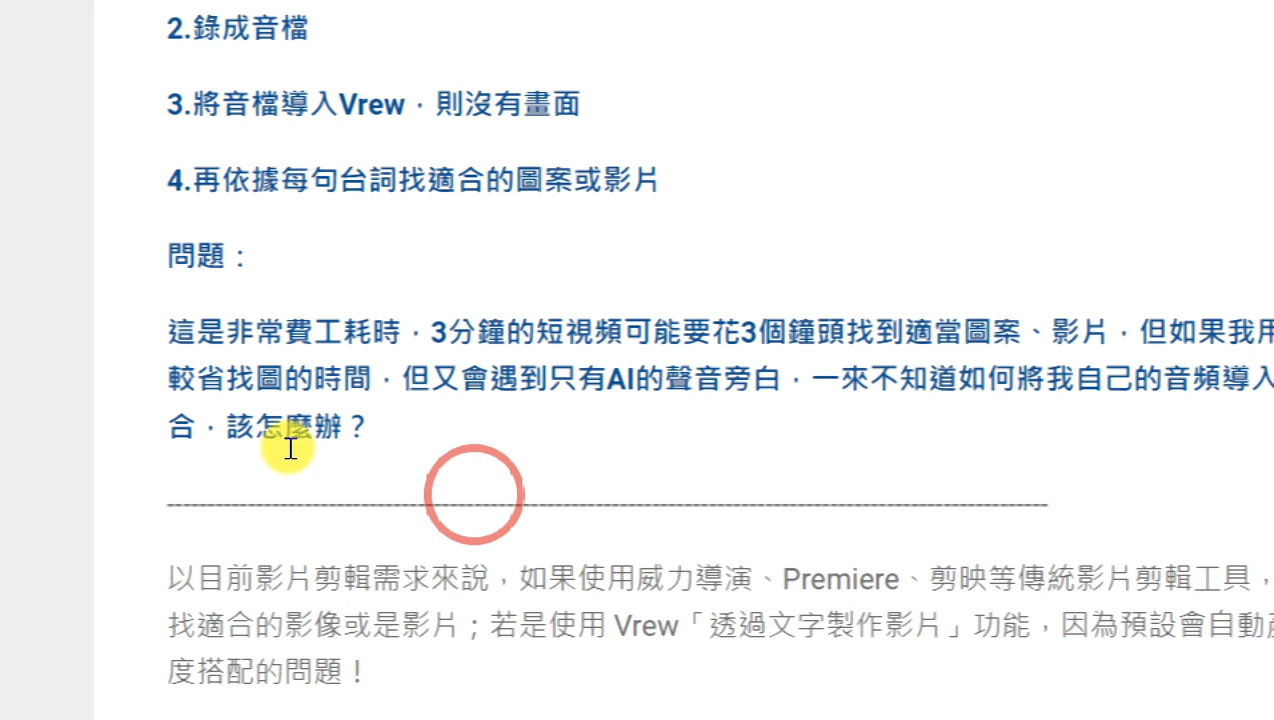 2.錄成音檔
3.將音檔導入Vrew，則沒有畫面
4.再依據每句台詞找適合的圖案或影片
問題：
這是非常費工耗時，3分鐘的短視頻可能要花3個鐘頭找到適當圖案、影片，但如果我用
較省找圖的時間，但又會遇到只有AI的聲音旁白，一來不知道如何將我自己的音頻導入
合，該怎麼辦？
以目前影片剪輯需求來說，如果使用威力導演、Premiere、剪映等傳統影片剪輯工具，
找適合的影像或是影片；若是使用 Vrew「透過文字製作影片」功能，因為預設會自動產
度搭配的問題！